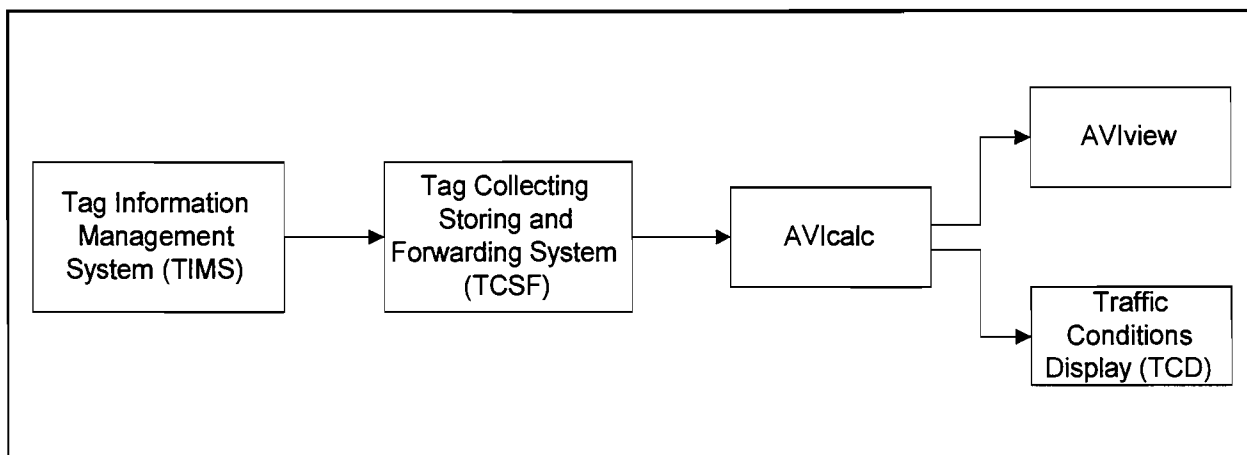 Tag Information
Management
System (TIMS)
Tag Collecting
Storing and
Forwarding System
(TCSF)
AVIcalc
AVIview
Traffic
Conditions
Display (TCD)